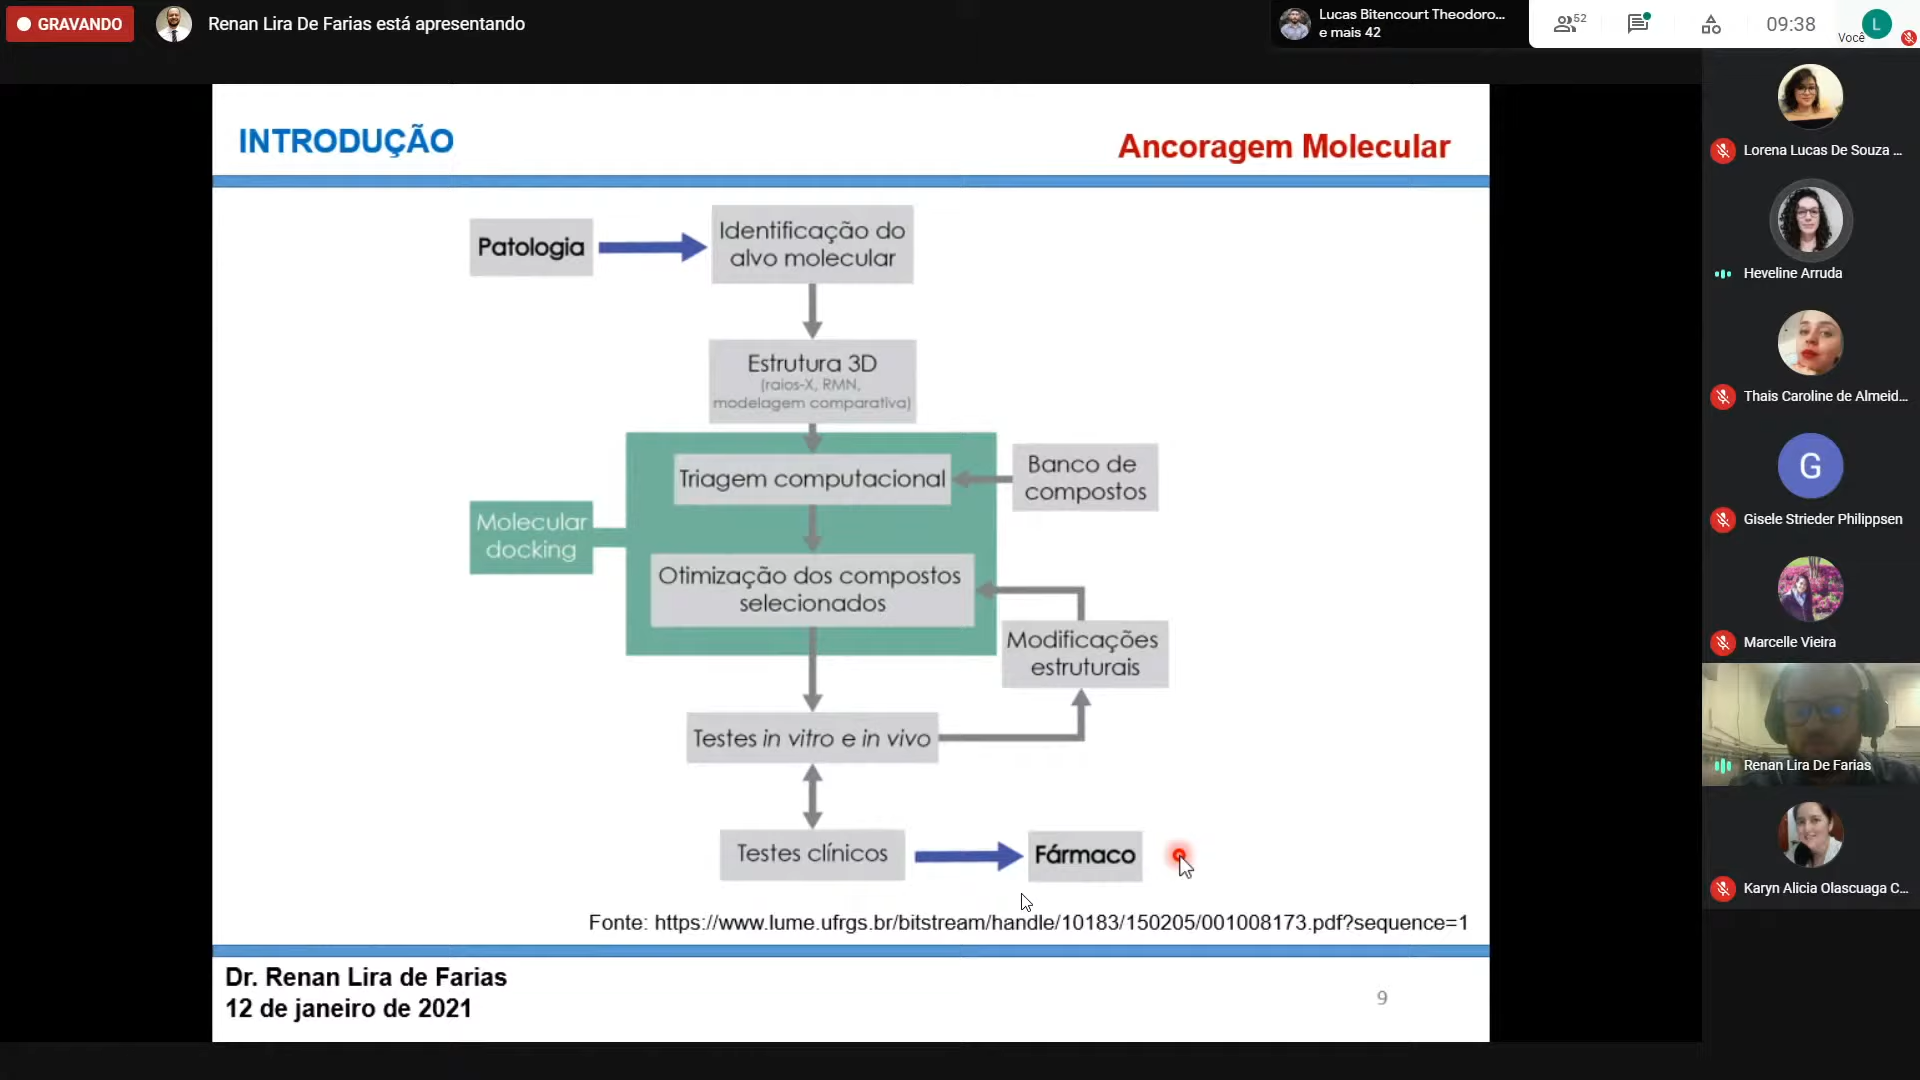 GRAVANDO
Renan Lira De Farias está apresentando
Lucas Bitencourt Theodoro...
e mais 42
52
09:38
Você
L
INTRODUÇÃO
Ancoragem Molecular
Patologia
Identificação do
alvo molecular
Estrutura 3D
(raios-X, RMN,
modelagem comparativa)
Triagem computacional
Banco de
compostos
Molecular
docking
Otimização dos compostos
selecionados
Modificações
estruturais
Testes in vitro e in vivo
Testes clínicos
Fármaco
Fonte: https://www.lume.ufrgs.br/bitstream/handle/10183/150205/001008173.pdf?sequence=1
Dr. Renan Lira de Farias
12 de janeiro de 2021
9
Lorena Lucas De Souza ...
Heveline Arruda
Thais Caroline de Almeid...
G
Gisele Strieder Philippsen
Marcelle Vieira
Renan Lira De Farias
Karyn Alicia Olascuaga C...